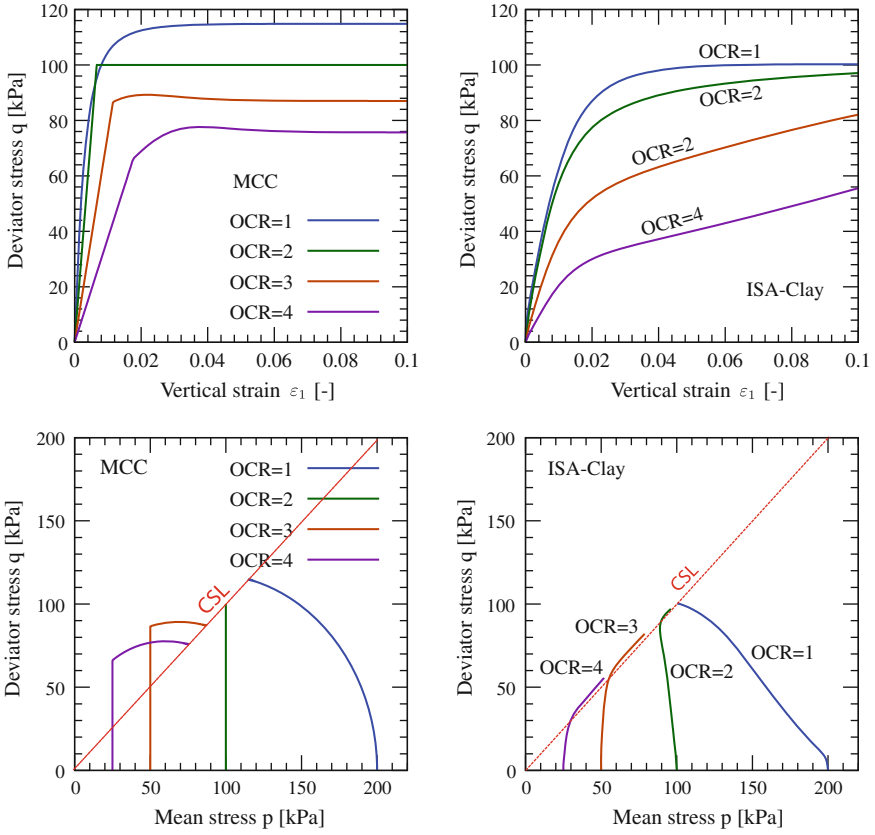 120
100
80
60
40
20
0
Deviator stress q [kPa]
MCC
OCR=1
OCR=2
OCR=3
OCR=4
0 0.02 0.04 0.06 0.08 0.1
Vertical strain ε₁ [-]
120
100
80
60
40
20
0
Deviator stress q [kPa]
OCR=1
OCR=2
OCR=2
OCR=4
ISA-Clay
0 0.02 0.04 0.06 0.08 0.1
Vertical strain ε₁ [-]
200
150
100
50
0
Deviator stress q [kPa]
MCC
OCR=1
OCR=2
OCR=3
OCR=4
CSL
0 50 100 150 200
Mean stress p [kPa]
200
150
100
50
0
Deviator stress q [kPa]
ISA-Clay
CSL
OCR=3
OCR=1
OCR=4
OCR=2
0 50 100 150 200
Mean stress p [kPa]